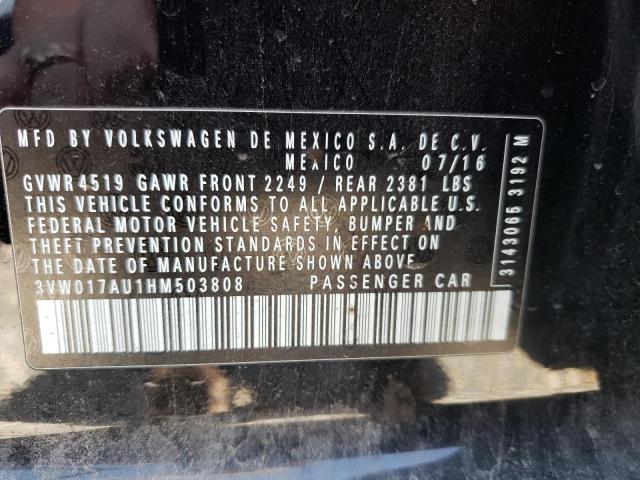 MFD BY VOLKSWAGEN DE MEXICO S.A. DE C.V.
MEXICO 07/16
GVWR4519 GAWR FRONT 2249 / REAR 2381 LBS
THIS VEHICLE CONFORMS TO ALL APPLICABLE U.S.
FEDERAL MOTOR VEHICLE SAFETY, BUMPER AND
THEFT PREVENTION STANDARDS IN EFFECT ON
THE DATE OF MANUFACTURE SHOWN ABOVE
3VW017AU1HM503808 PASSENGER CAR
3143065 3192 M